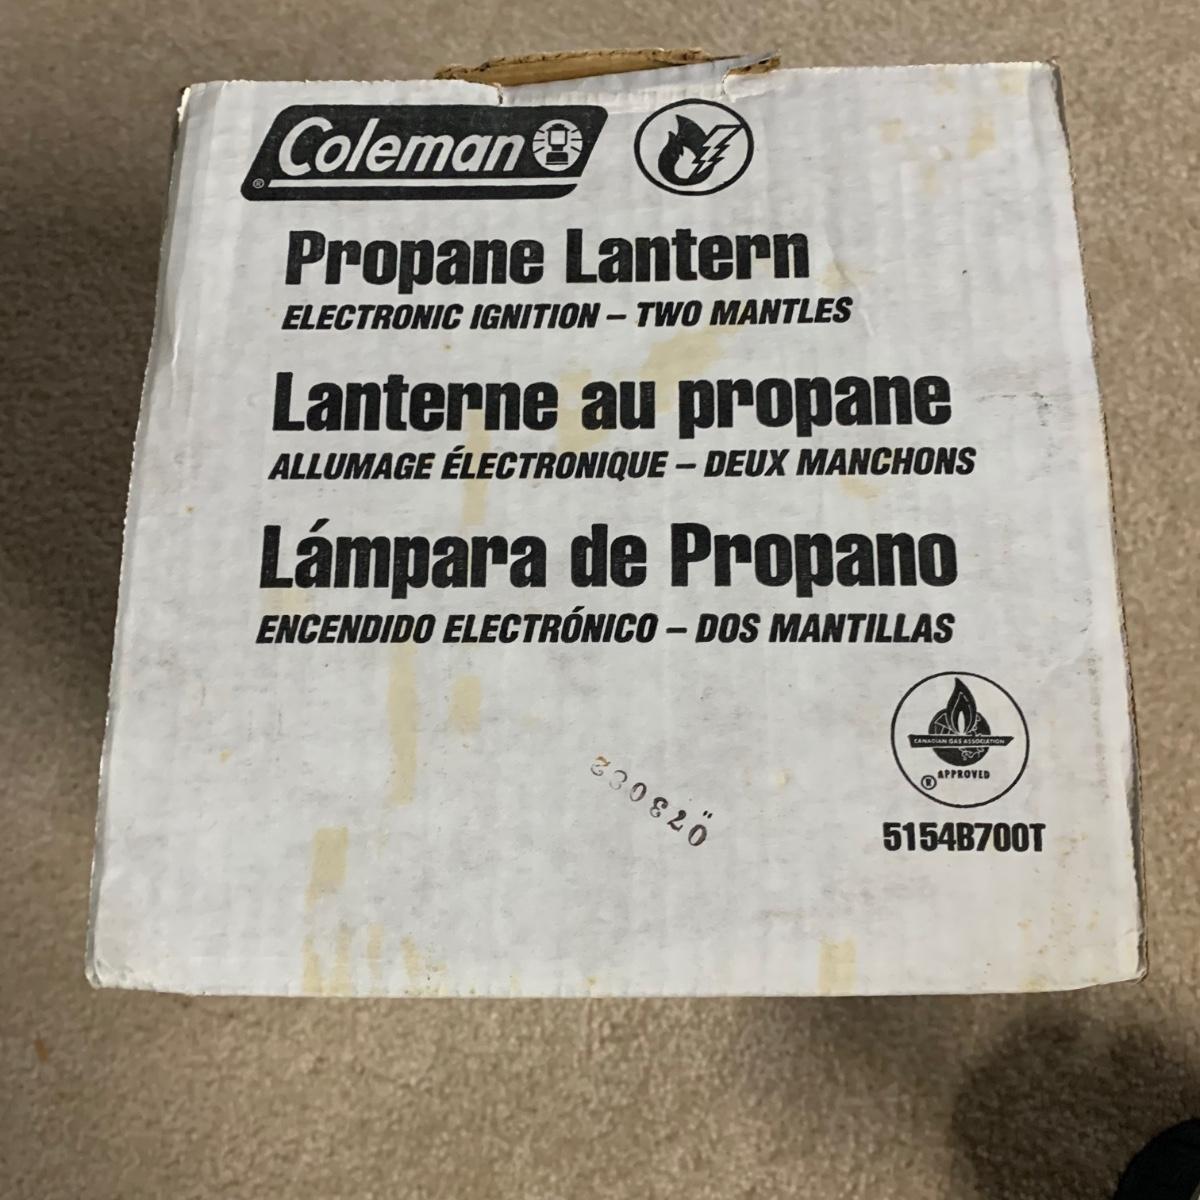 Coleman
®
Propane Lantern
ELECTRONIC IGNITION – TWO MANTLES
Lanterne au propane
ALLUMAGE ÉLECTRONIQUE – DEUX MANCHONS
Lámpara de Propano
ENCENDIDO ELECTRÓNICO – DOS MANTILLAS
CANADIAN GAS ASSOCIATION
® APPROVED
5154B700T